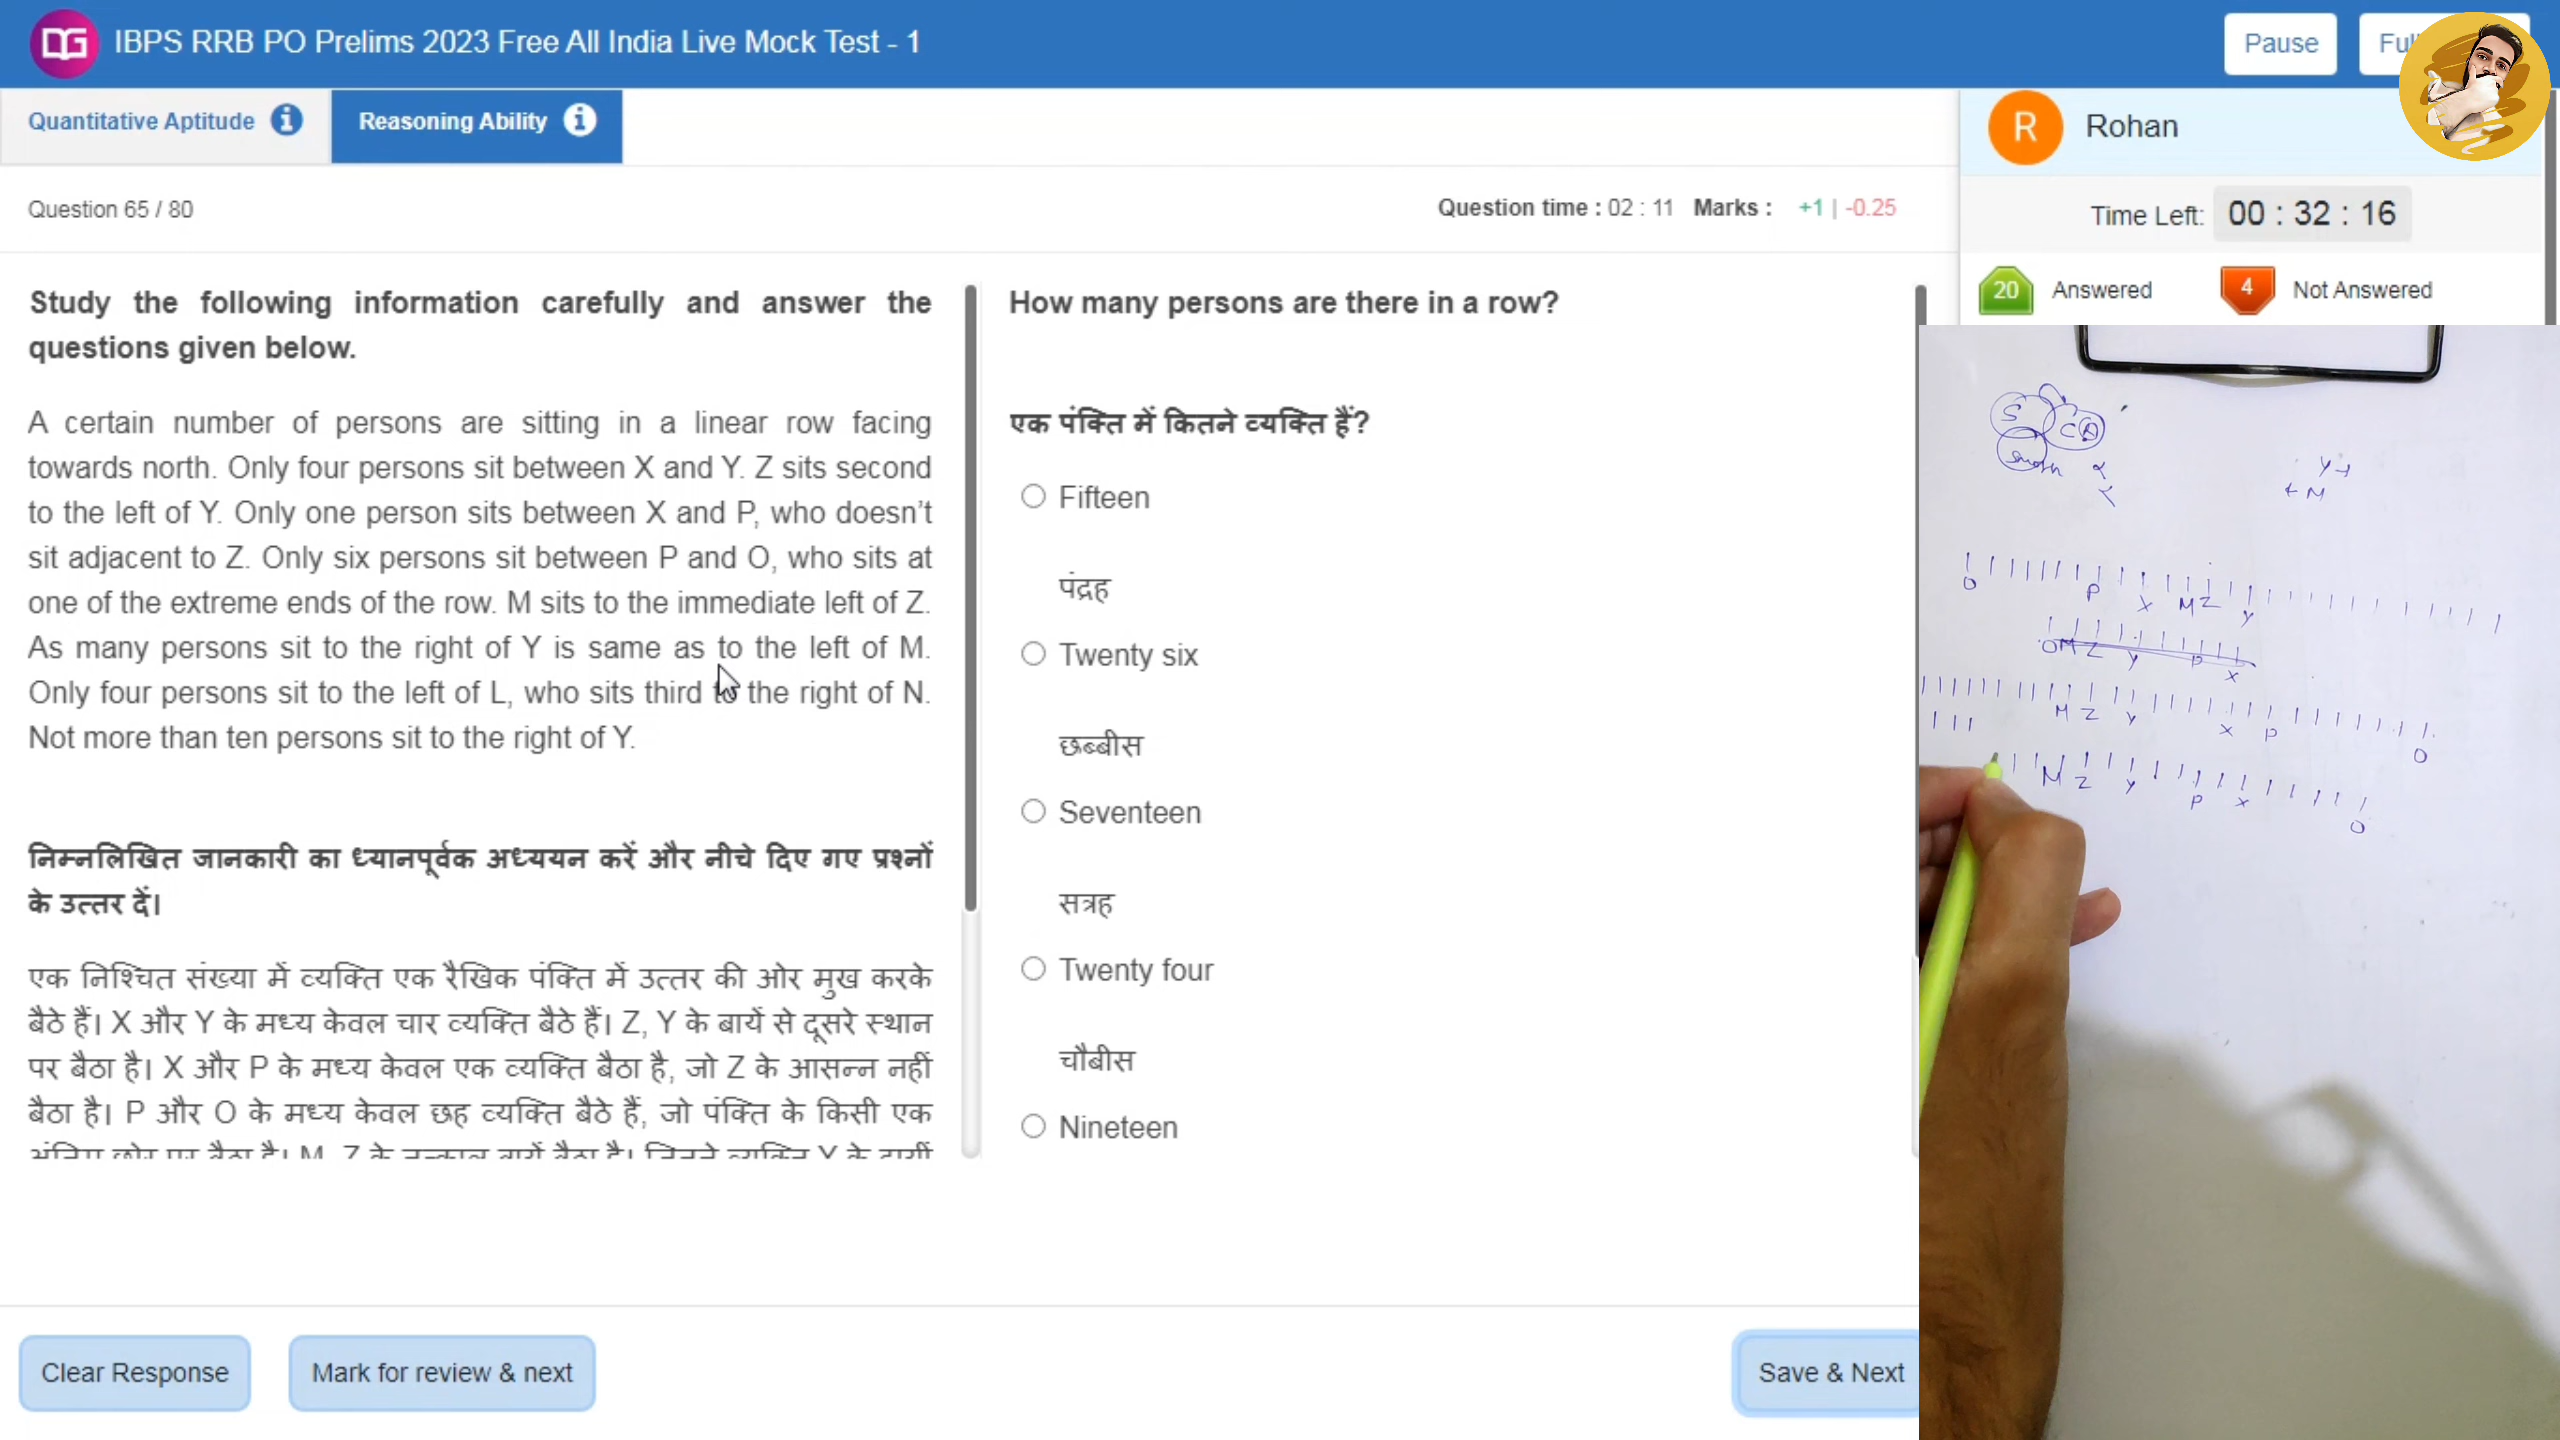 IBPS RRB PO Prelims 2023 Free All India Live Mock Test - 1
Pause
Ful
Quantitative Aptitude
Reasoning Ability
R
Rohan
Question 65 / 80
Question time : 02 : 11 Marks : +1 | -0.25
Time Left: 00 : 32 : 16
20 Answered
4 Not Answered
Study the following information carefully and answer the
questions given below.
A certain number of persons are sitting in a linear row facing
towards north. Only four persons sit between X and Y. Z sits second
to the left of Y. Only one person sits between X and P, who doesn’t
sit adjacent to Z. Only six persons sit between P and O, who sits at
one of the extreme ends of the row. M sits to the immediate left of Z.
As many persons sit to the right of Y is same as to the left of M.
Only four persons sit to the left of L, who sits third to the right of N.
Not more than ten persons sit to the right of Y.
निम्नलिखित जानकारी का ध्यानपूर्वक अध्ययन करें और नीचे दिए गए प्रश्नों
के उत्तर दें।
एक निश्चित संख्या में व्यक्ति एक रैखिक पंक्ति में उत्तर की ओर मुख करके
बैठे हैं। X और Y के मध्य केवल चार व्यक्ति बैठे हैं। Z, Y के बायें से दूसरे स्थान
पर बैठा है। X और P के मध्य केवल एक व्यक्ति बैठा है, जो Z के आसन्न नहीं
बैठा है। P और O के मध्य केवल छह व्यक्ति बैठे हैं, जो पंक्ति के किसी एक
How many persons are there in a row?
एक पंक्ति में कितने व्यक्ति हैं?
Fifteen
पंद्रह
Twenty six
छब्बीस
Seventeen
सत्रह
Twenty four
चौबीस
Nineteen
Clear Response
Mark for review & next
Save & Next
S
C A
Y
M
O P X M Z Y
O M Z Y P X
M Z Y X P O
M Z Y P X O